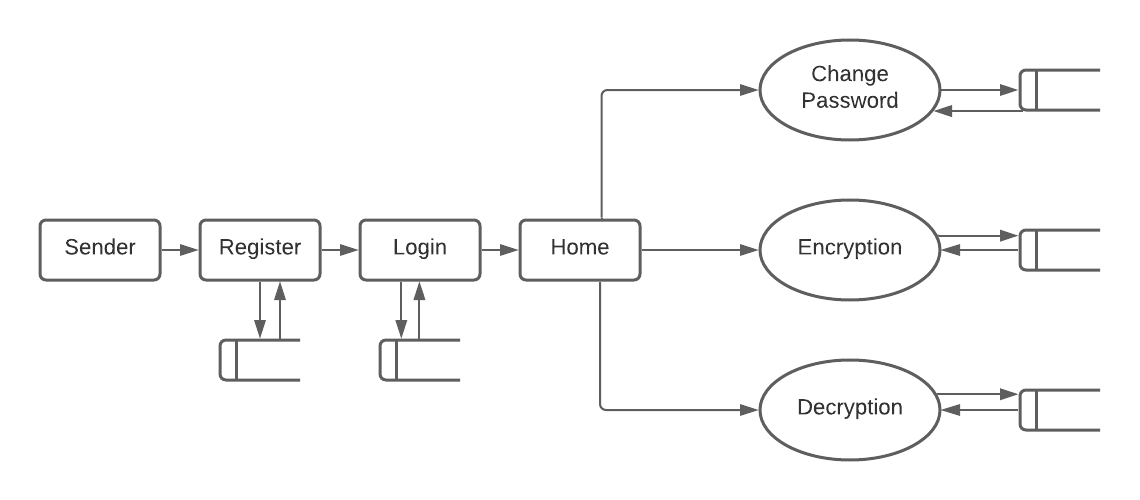 Change
Password
Sender
Register
Login
Home
Encryption
Decryption